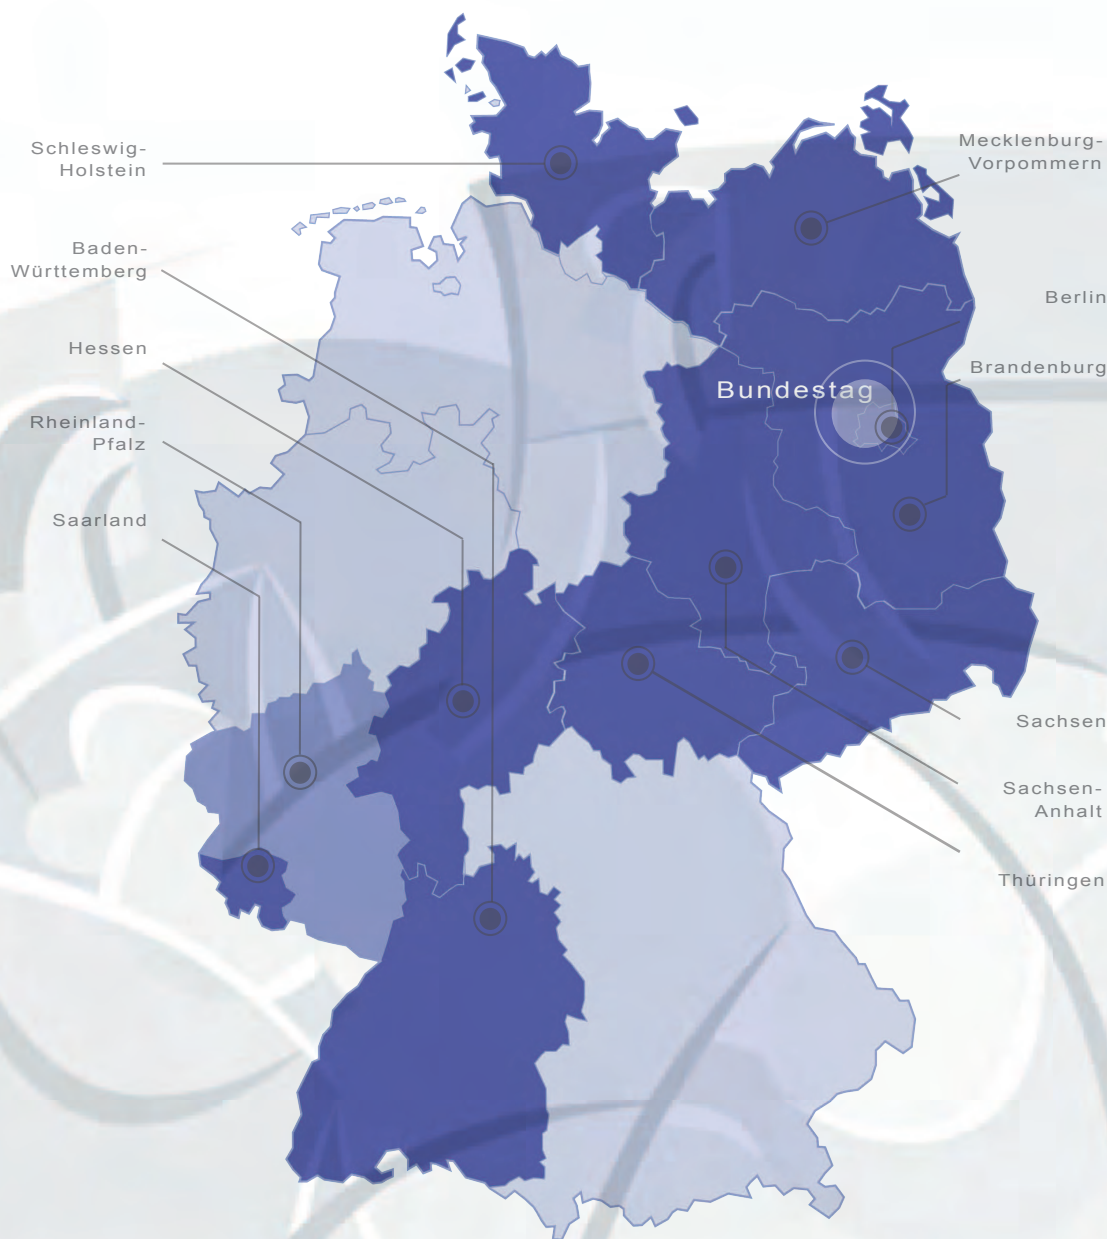 Schleswig-
Holstein
Baden-
Württemberg
Hessen
Rheinland-
Pfalz
Saarland
Bundestag
Mecklenburg-
Vorpommern
Berlin
Brandenburg
Sachsen
Sachsen-
Anhalt
Thüringen